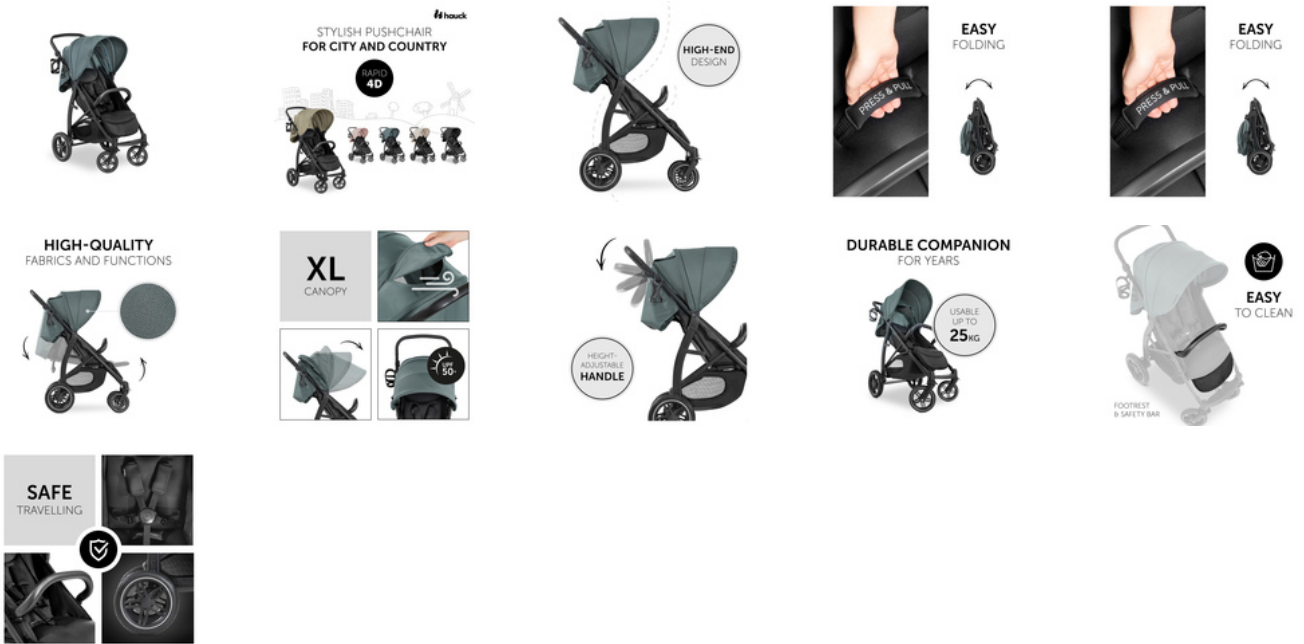 hauck
STYLISH PUSHCHAIR
FOR CITY AND COUNTRY
RAPID
4D
HIGH-END
DESIGN
PRESS & PULL
EASY
FOLDING
PRESS & PULL
EASY
FOLDING
HIGH-QUALITY
FABRICS AND FUNCTIONS
XL
CANOPY
UPF
50+
HEIGHT-
ADJUSTABLE
HANDLE
DURABLE COMPANION
FOR YEARS
USABLE
UP TO
25KG
EASY
TO CLEAN
FOOTREST
& SAFETY BAR
SAFE
TRAVELLING